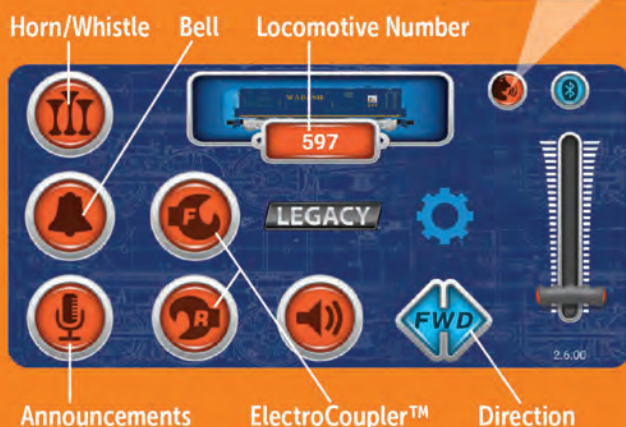 Horn/Whistle Bell Locomotive Number
WABASH
597
F
LEGACY
R
FWD
2.6.00
Announcements ElectroCoupler™ Direction